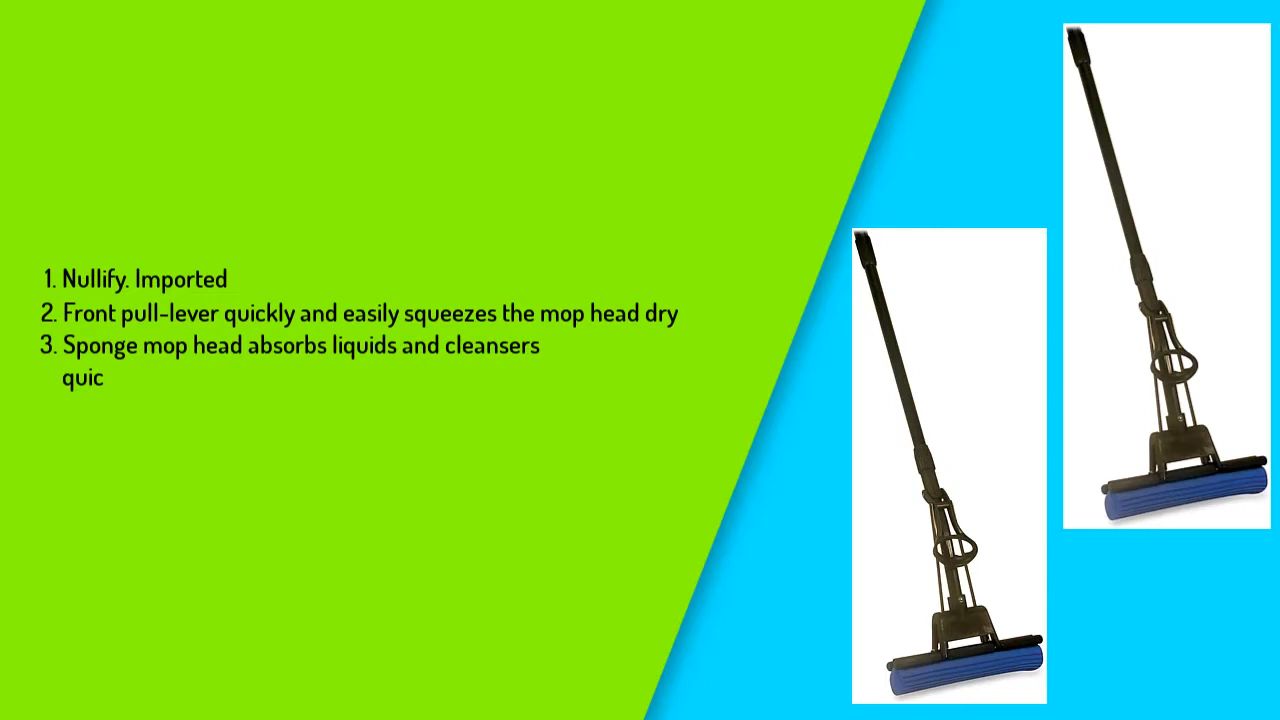 1. Nullify. Imported
2. Front pull-lever quickly and easily squeezes the mop head dry
3. Sponge mop head absorbs liquids and cleansers
quic